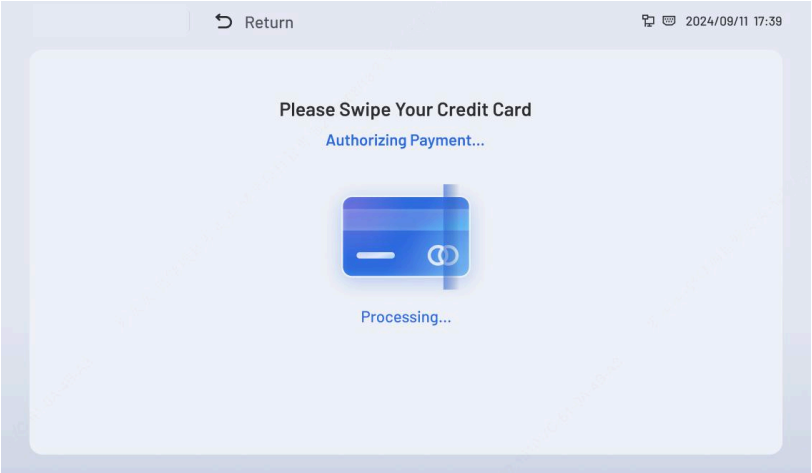 Return
2024/09/11 17:39
Please Swipe Your Credit Card
Authorizing Payment...
Processing...